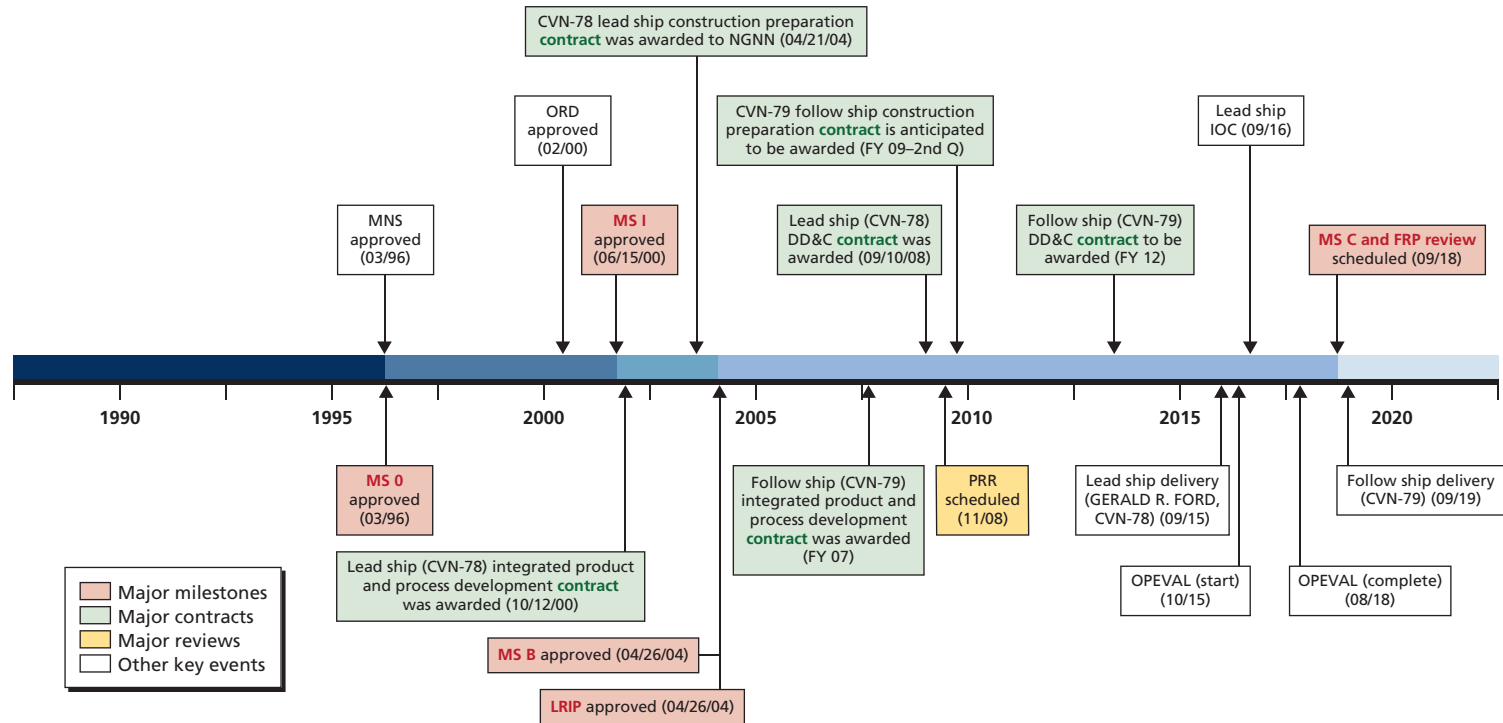 CVN-78 lead ship construction preparation
contract was awarded to NGNN (04/21/04)
ORD
approved
(02/00)
CVN-79 follow ship construction
preparation contract is anticipated
to be awarded (FY 09–2nd Q)
Lead ship
IOC (09/16)
MNS
approved
(03/96)
MS I
approved
(06/15/00)
Lead ship (CVN-78)
DD&C contract was
awarded (09/10/08)
Follow ship (CVN-79)
DD&C contract to be
awarded (FY 12)
MS C and FRP review
scheduled (09/18)
1990
1995
2000
2005
2010
2015
2020
MS 0
approved
(03/96)
Follow ship (CVN-79)
integrated product and
process development
contract was awarded
(FY 07)
PRR
scheduled
(11/08)
Lead ship delivery
(GERALD R. FORD,
CVN-78) (09/15)
Follow ship delivery
(CVN-79) (09/19)
Lead ship (CVN-78) integrated product
and process development contract
was awarded (10/12/00)
OPEVAL (start)
(10/15)
OPEVAL (complete)
(08/18)
Major milestones
Major contracts
Major reviews
Other key events
MS B approved (04/26/04)
LRIP approved (04/26/04)